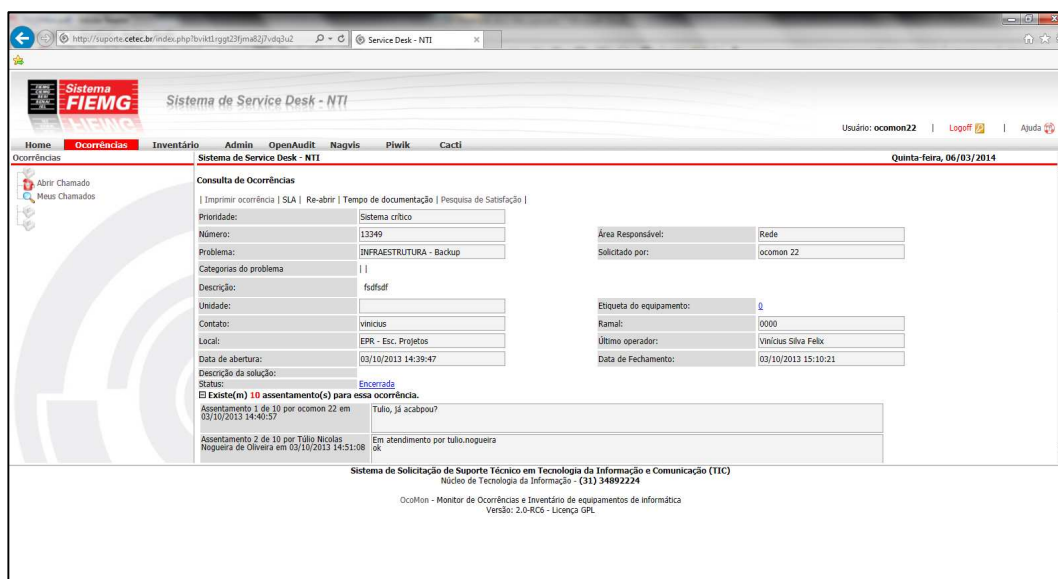 http://suporte.cetec.br/index.php?bvikt1rggt23fjma82j7vdq3u2
Service Desk - NTI
Sistema
FIEMG
Sistema de Service Desk - NTI
Usuário: ocomon22 | Logoff | Ajuda
Home Ocorrências Inventário Admin OpenAudit Nagvis Piwik Cacti
Ocorrências
Sistema de Service Desk - NTI Quinta-feira, 06/03/2014
Abrir Chamado
Meus Chamados
Consulta de Ocorrências
| Imprimir ocorrência | SLA | Re-abrir | Tempo de documentação | Pesquisa de Satisfação |
Prioridade: Sistema crítico
Número: 13349 Área Responsável: Rede
Problema: INFRAESTRUTURA - Backup Solicitado por: ocomon 22
Categorias do problema | |
Descrição: fsdfsdf
Unidade: Etiqueta do equipamento: 0
Contato: vinicius Ramal: 0000
Local: EPR - Esc. Projetos Último operador: Vinícius Silva Felix
Data de abertura: 03/10/2013 14:39:47 Data de Fechamento: 03/10/2013 15:10:21
Descrição da solução:
Status: Encerrada
Existe(m) 10 assentamento(s) para essa ocorrência.
Assentamento 1 de 10 por ocomon 22 em 03/10/2013 14:40:57
Tulio, já acabpou?
Assentamento 2 de 10 por Túlio Nicolas Nogueira de Oliveira em 03/10/2013 14:51:08
Em atendimento por tulio.nogueira
ok
Sistema de Solicitação de Suporte Técnico em Tecnologia da Informação e Comunicação (TIC)
Núcleo de Tecnologia da Informação - (31) 34892224
OcoMon - Monitor de Ocorrências e Inventário de equipamentos de informática
Versão: 2.0-RC6 - Licença GPL